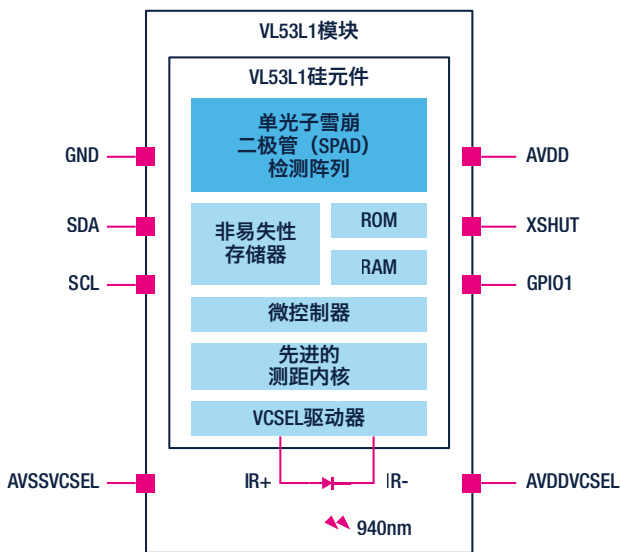 VL53L1模块
VL53L1硅元件
单光子雪崩
二极管（SPAD）
检测阵列
GND
AVDD
SDA
非易失性
存储器
ROM
XSHUT
SCL
RAM
GPIO1
微控制器
先进的
测距内核
VCSEL驱动器
AVSSVCSEL
IR+
IR-
AVDDVCSEL
940nm